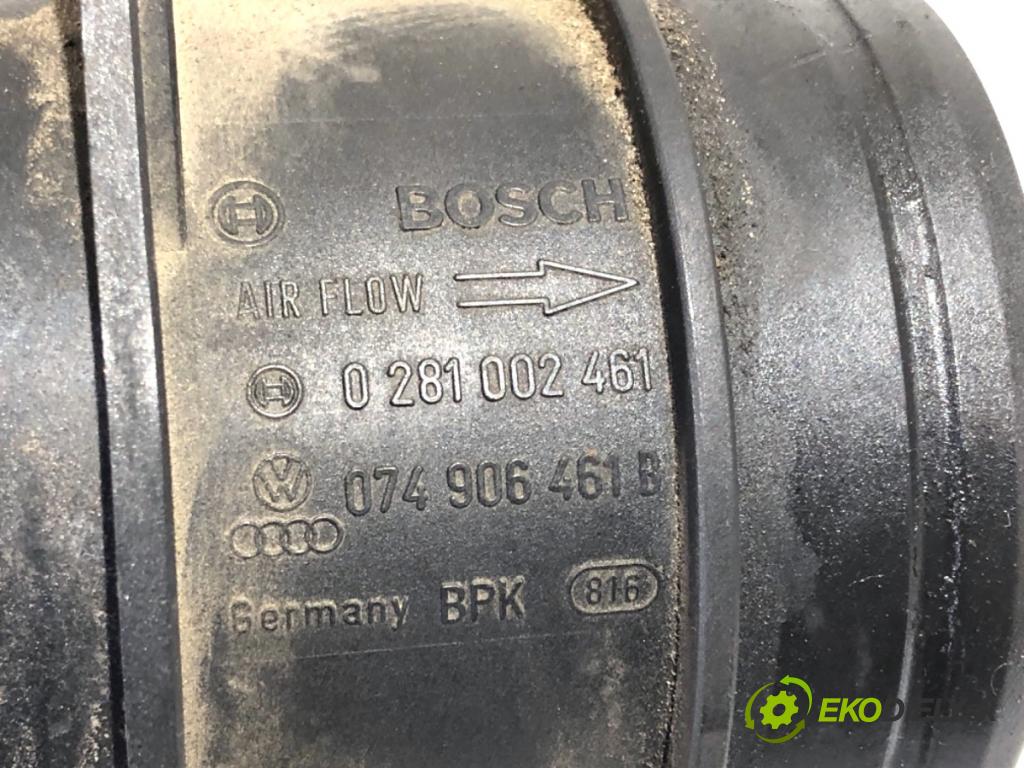 BOSCH
AIR FLOW
0 281 002 461
074 906 461 B
Germany BPK 816